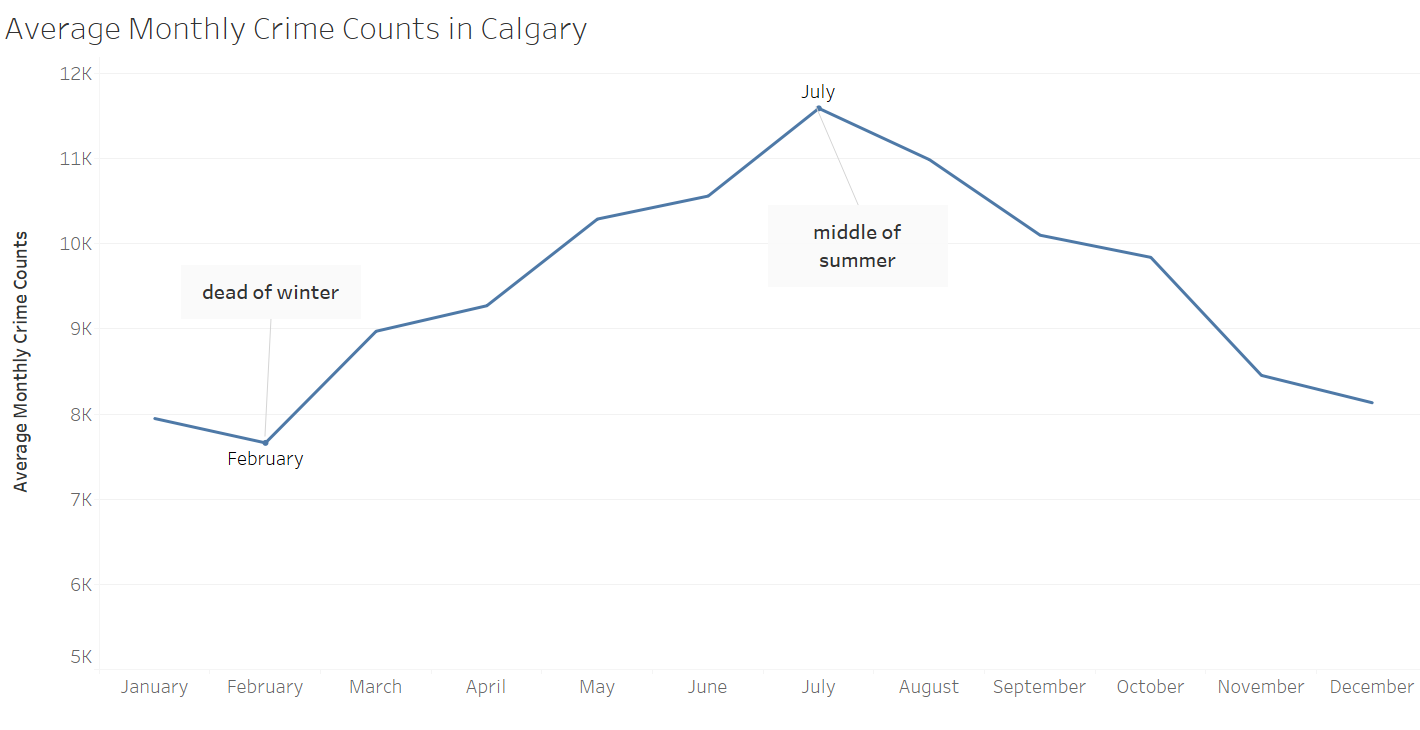 Average Monthly Crime Counts in Calgary
Average Monthly Crime Counts
12K
11K
10K
9K
8K
7K
6K
5K
July
middle of
summer
dead of winter
February
January February March April May June July August September October November December